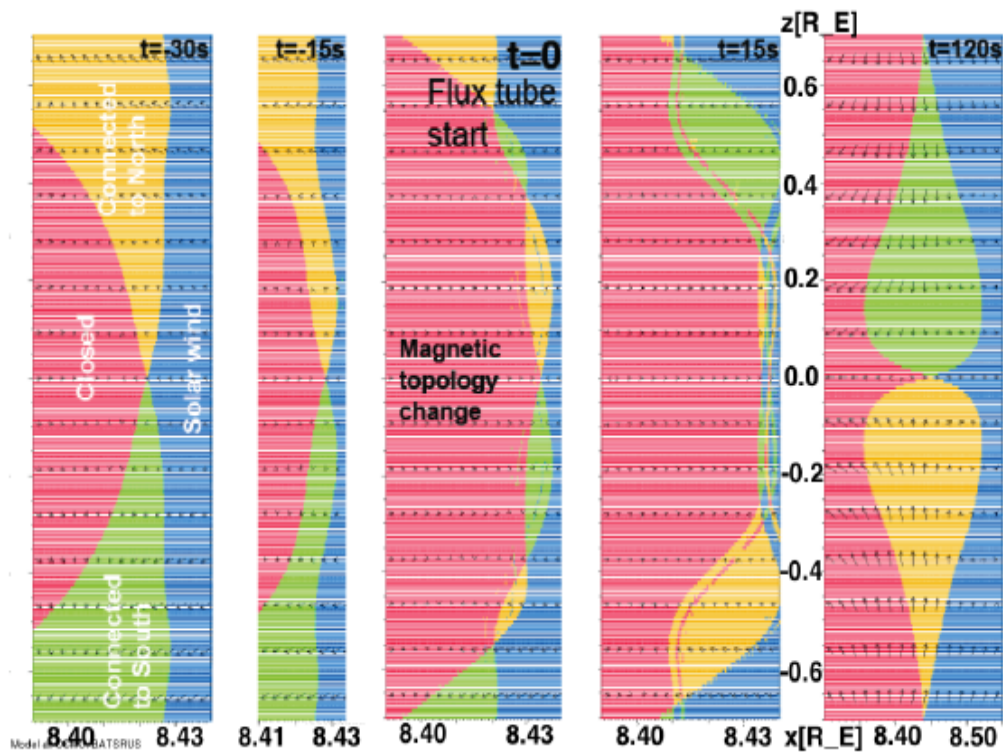 z[R_E]
t=-30s
t=-15s
t=0
t=15s
t=120s
Flux tube
start
Connected
to North
Closed
Solar wind
Connected
to South
Magnetic
topology
change
0.6
0.4
0.2
0.0
-0.2
-0.4
-0.6
8.40
8.43
8.41
8.43
8.40
8.43
8.40
8.43
x[R_E]
8.40
8.50